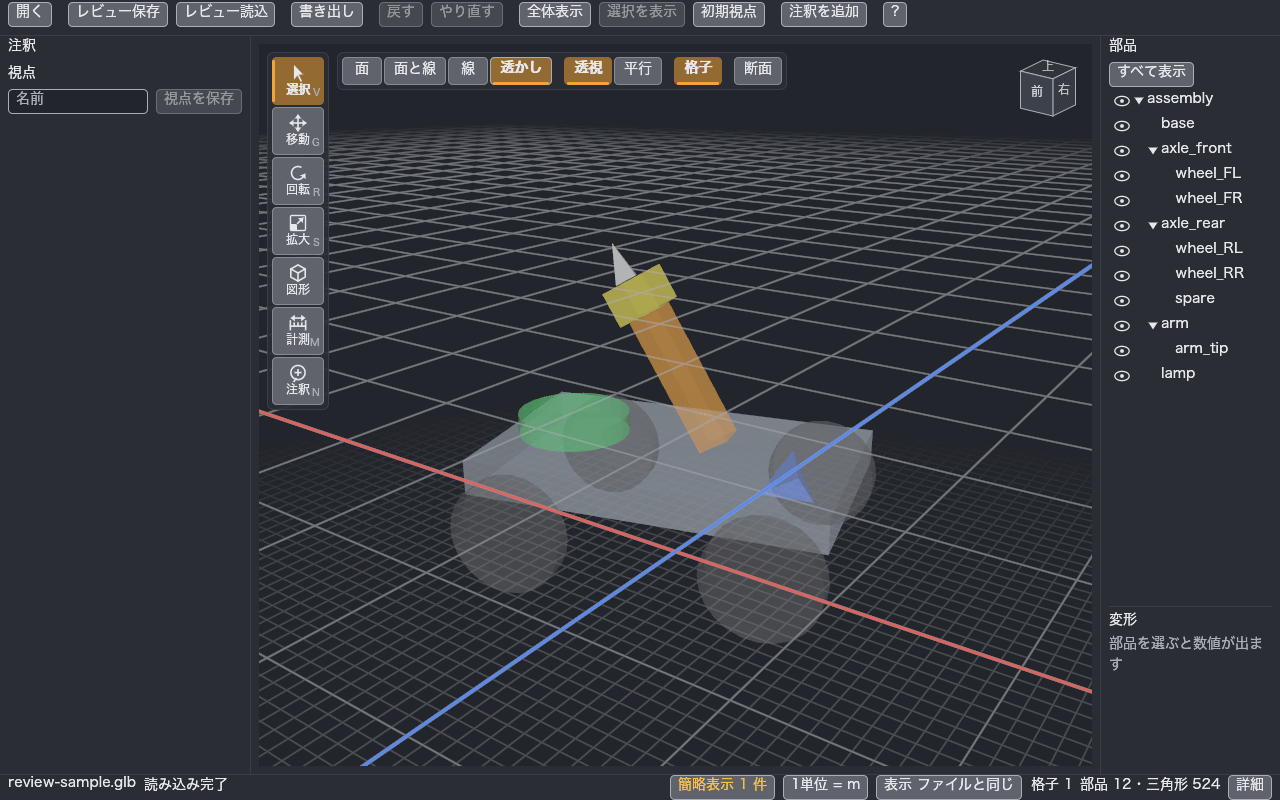 開く レビュー保存 レビュー読込 書き出し 戻す やり直す 全体表示 選択を表示 初期視点 注釈を追加 ?
注釈
視点
名前 視点を保存
選択 V
移動 G
回転 R
拡大 S
図形
計測 M
注釈 N
面 面と線 線 透かし 透視 平行 格子 断面
上
前 右
部品
すべて表示
assembly
base
axle_front
wheel_FL
wheel_FR
axle_rear
wheel_RL
wheel_RR
spare
arm
arm_tip
lamp
変形
部品を選ぶと数値が出ま
す
review-sample.glb 読み込み完了 簡略表示 1 件 1単位 = m 表示 ファイルと同じ 格子 1 部品 12・三角形 524 詳細